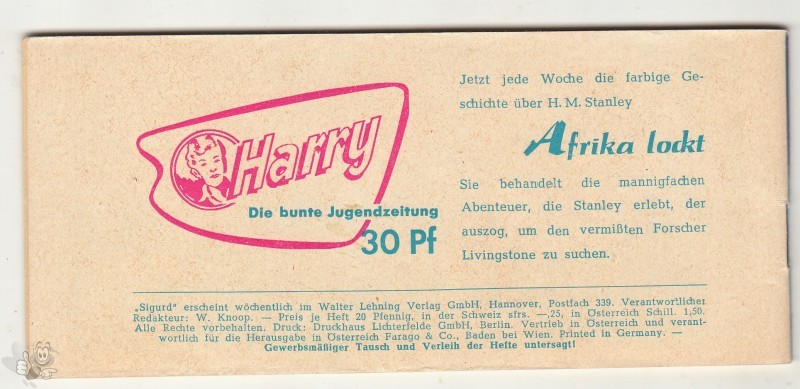 Harry
Die bunte Jugendzeitung
30 Pf
Jetzt jede Woche die farbige Ge-
schichte über H. M. Stanley
Afrika lockt
Sie behandelt die mannigfachen
Abenteuer, die Stanley erlebt, der
auszog, um den vermißten Forscher
Livingstone zu suchen.
„Sigurd" erscheint wöchentlich im Walter Lehning Verlag GmbH, Hannover, Postfach 339. Verantwortlicher
Redakteur: W. Knoop. — Preis je Heft 20 Pfennig, in der Schweiz sfrs. —,25, in Österreich Schill. 1,50.
Alle Rechte vorbehalten. Druck: Druckhaus Lichterfelde GmbH, Berlin. Vertrieb in Österreich und verant-
wortlich für die Herausgabe in Österreich Farago & Co., Baden bei Wien. Printed in Germany. —
Gewerbsmäßiger Tausch und Verleih der Hefte untersagt!